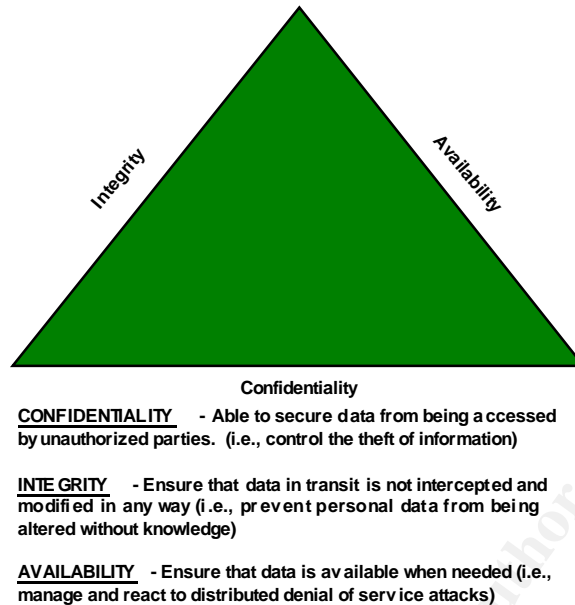 Integrity
Availability
Confidentiality
CONFIDENTIALITY - Able to secure data from being accessed
by unauthorized parties. (i.e., control the theft of information)
INTEGRITY - Ensure that data in transit is not intercepted and
modified in any way (i.e., prevent personal data from being
altered without knowledge)
AVAILABILITY - Ensure that data is available when needed (i.e.,
manage and react to distributed denial of service attacks)